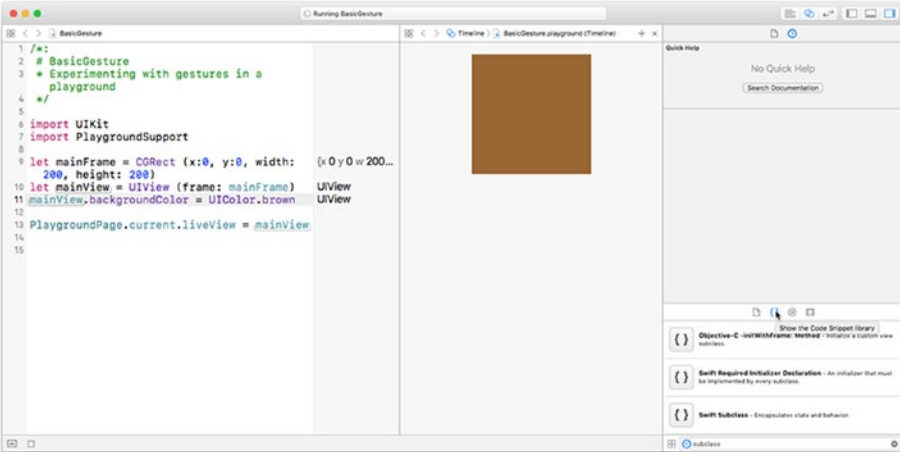 Running BasicGesture
BasicGesture
Timeline
BasicGesture.playground (Timeline)
1 /*:
2 # BasicGesture
3 * Experimenting with gestures in a
playground
4 */
5
6 import UIKit
7 import PlaygroundSupport
8
9 let mainFrame = CGRect (x:0, y:0, width:
200, height: 200)
10 let mainView = UIView (frame: mainFrame)
11 mainView.backgroundColor = UIColor.brown
12
13 PlaygroundPage.current.liveView = mainView
14
15
{x 0 y 0 w 200...
UIView
UIView
Quick Help
No Quick Help
Search Documentation
Show the Code Snippet library
Objective-C -initWithFrame: Method - Initialize a custom view
subclass.
Swift Required Initializer Declaration - An initializer that must
be implemented by every subclass.
Swift Subclass - Encapsulates state and behavior
subclass